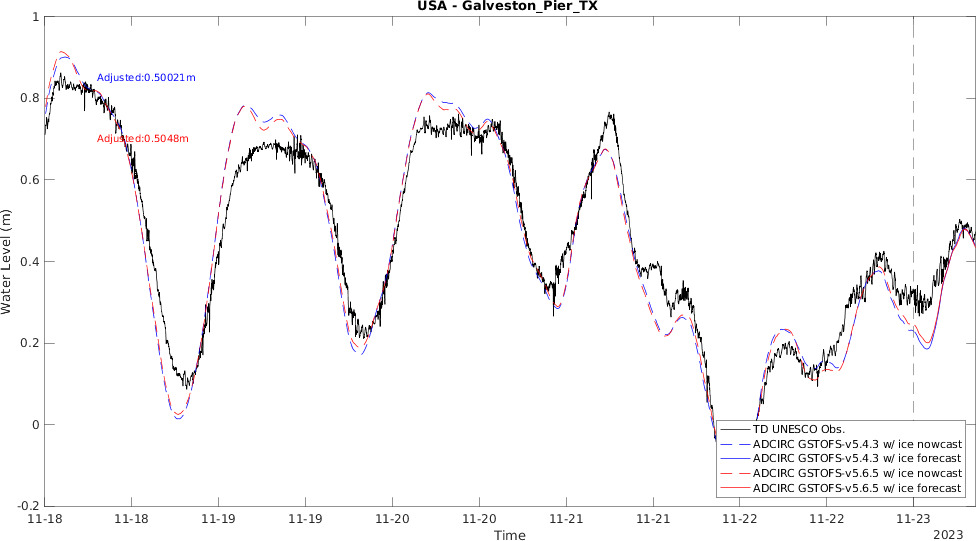 USA - Galveston_Pier_TX
1
0.8
0.6
0.4
0.2
0
-0.2
Water Level (m)
Adjusted:0.50021m
Adjusted:0.5048m
TD UNESCO Obs.
ADCIRC GSTOFS-v5.4.3 w/ ice nowcast
ADCIRC GSTOFS-v5.4.3 w/ ice forecast
ADCIRC GSTOFS-v5.6.5 w/ ice nowcast
ADCIRC GSTOFS-v5.6.5 w/ ice forecast
11-18 11-18 11-19 11-19 11-20 11-20 11-21 11-21 11-22 11-22 11-23
Time
2023